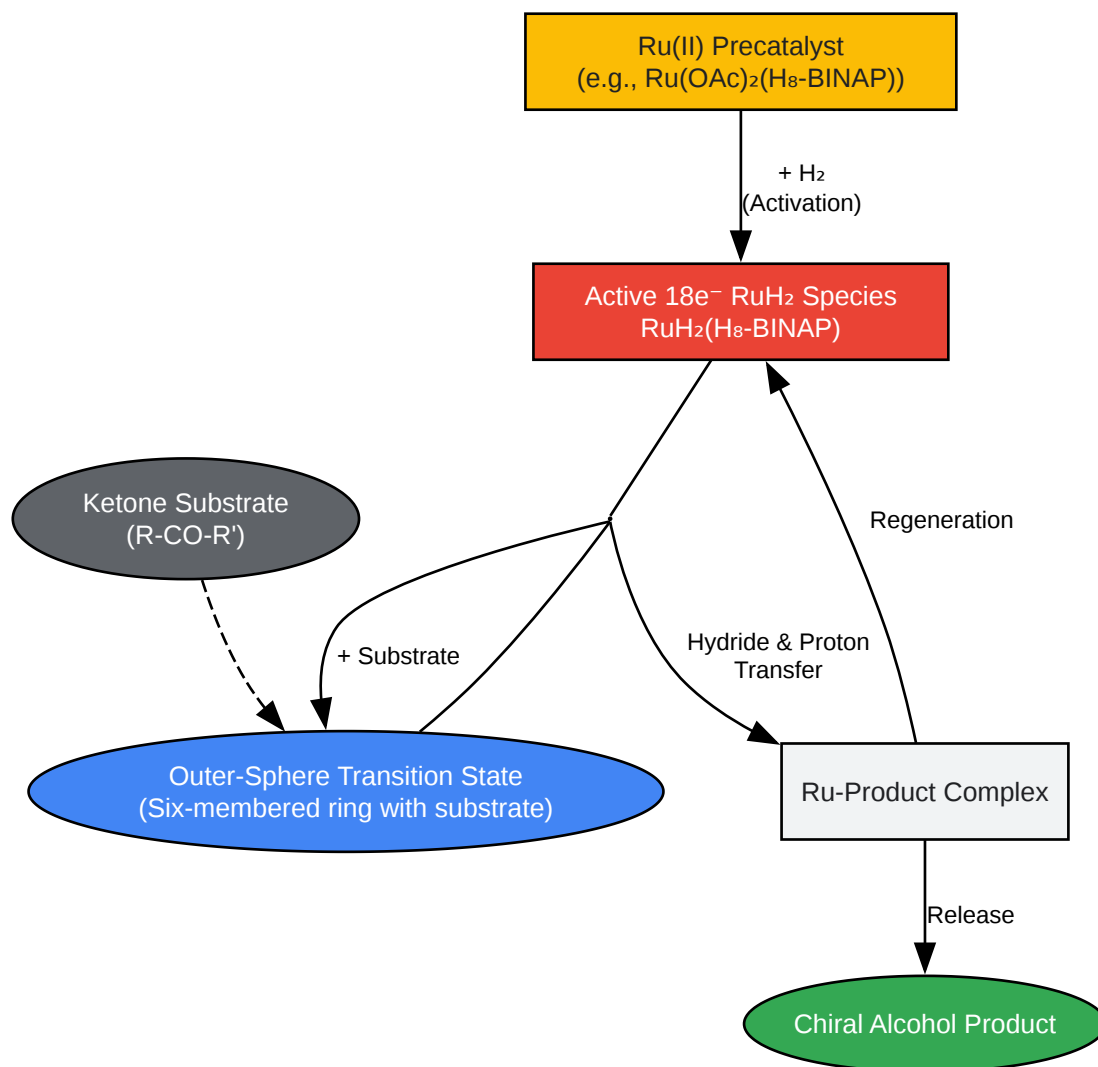 Ru(II) Precatalyst
(e.g., Ru(OAc)₂(H₈-BINAP))
+ H₂
(Activation)
Active 18e⁻ RuH₂ Species
RuH₂(H₈-BINAP)
Ketone Substrate
(R-CO-R')
Regeneration
+ Substrate
Hydride & Proton
Transfer
Outer-Sphere Transition State
(Six-membered ring with substrate)
Ru-Product Complex
Release
Chiral Alcohol Product